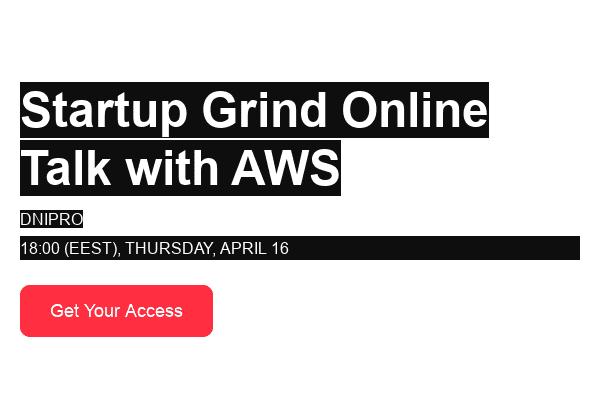 Startup Grind Online
Talk with AWS
DNIPRO
18:00 (EEST), THURSDAY, APRIL 16
Get Your Access